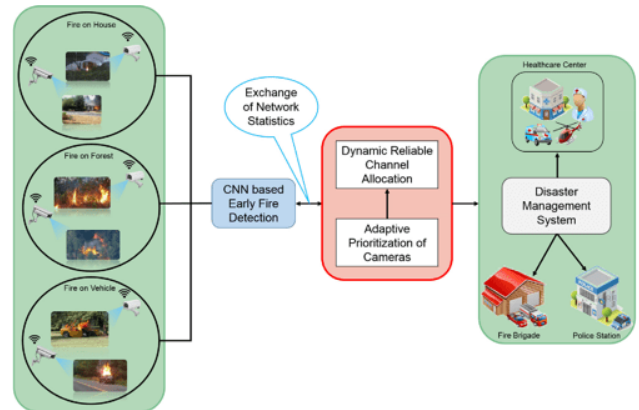 Fire on House
Fire on Forest
Fire on Vehicle
CNN based
Early Fire
Detection
Exchange
of Network
Statistics
Dynamic Reliable
Channel
Allocation
Adaptive
Prioritization of
Cameras
Healthcare Center
Disaster
Management
System
Fire Brigade
Police Station